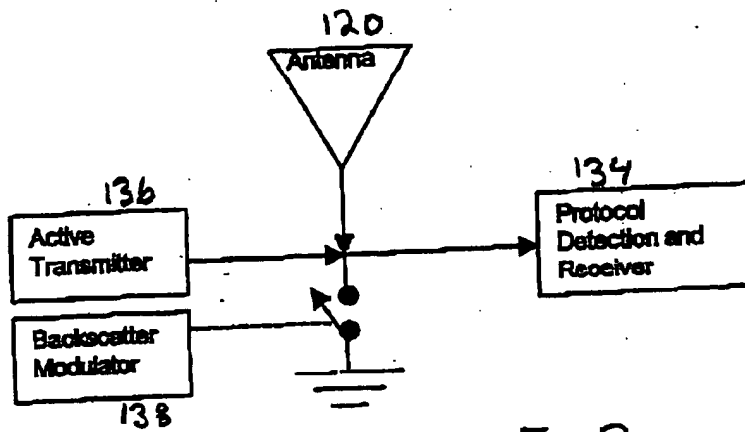 120
Antenna
136
Active
Transmitter
134
Protocol
Detection and
Receiver
Backscatter
Modulator
138